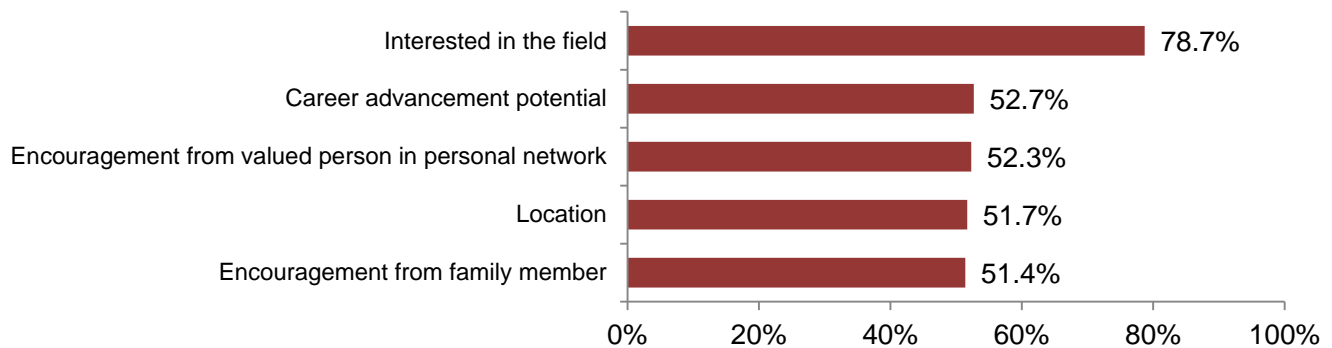 Interested in the field 78.7%
Career advancement potential 52.7%
Encouragement from valued person in personal network 52.3%
Location 51.7%
Encouragement from family member 51.4%
0% 20% 40% 60% 80% 100%